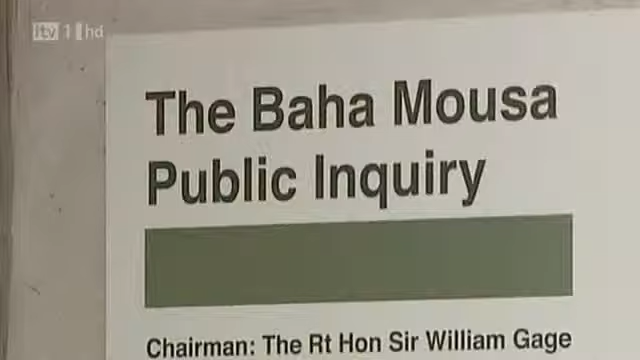 itv 1 hd
The Baha Mousa
Public Inquiry
Chairman: The Rt Hon Sir William Gage